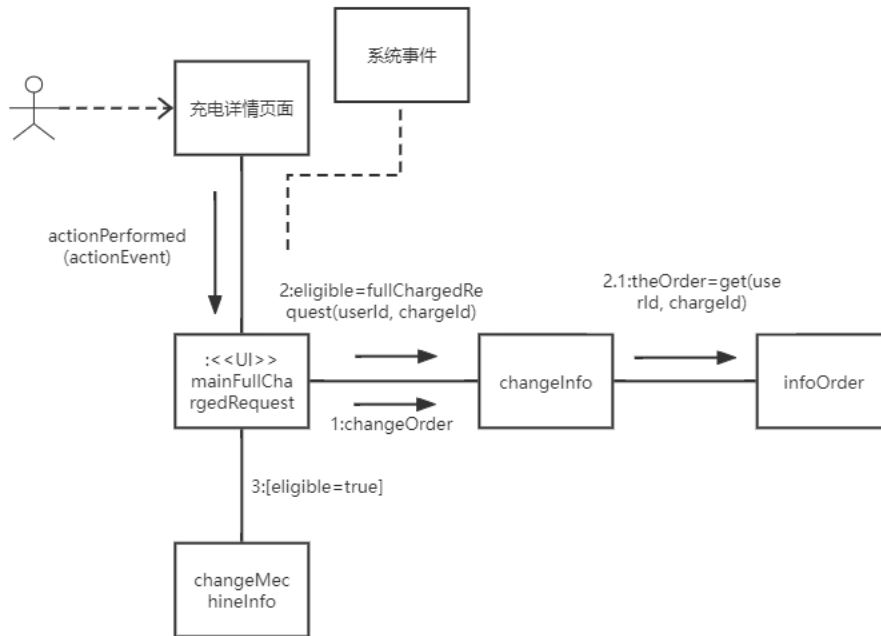 系统事件
充电详情页面
actionPerformed
(actionEvent)
2:eligible=fullChargedRe
quest(userId, chargeId)
2.1:theOrder=get(use
rId, chargeId)
:<<UI>>
mainFullCha
rgedRequest
changeInfo
infoOrder
1:changeOrder
3:[eligible=true]
changeMec
hineInfo